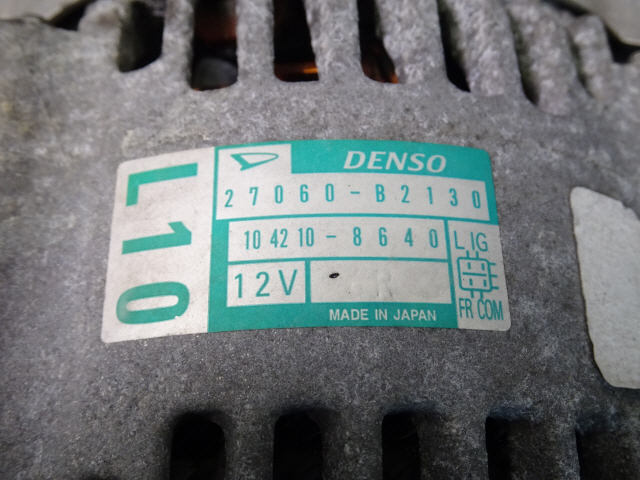 L10
DENSO
27060-B2130
104210-8640
12V
L IG
FR COM
MADE IN JAPAN